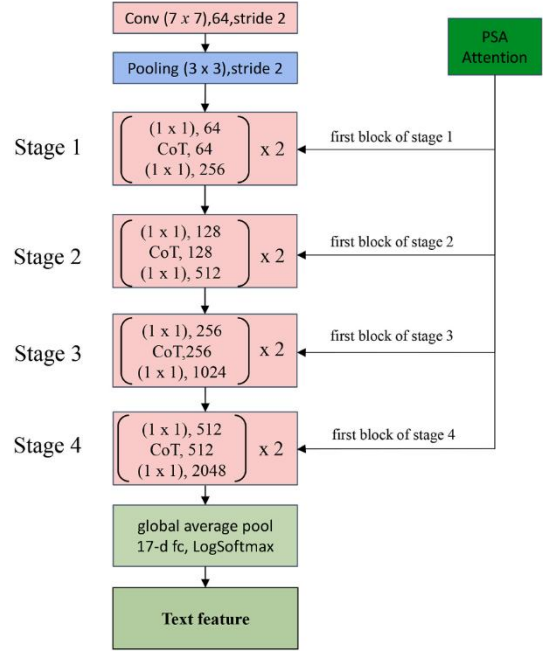 Conv (7 x 7),64,stride 2
PSA
Attention
Pooling (3 x 3),stride 2
Stage 1
(1 x 1), 64
CoT, 64
(1 x 1), 256
x 2
first block of stage 1
Stage 2
(1 x 1), 128
CoT, 128
(1 x 1), 512
x 2
first block of stage 2
Stage 3
(1 x 1), 256
CoT,256
(1 x 1), 1024
x 2
first block of stage 3
Stage 4
(1 x 1), 512
CoT, 512
(1 x 1), 2048
x 2
first block of stage 4
global average pool
17-d fc, LogSoftmax
Text feature